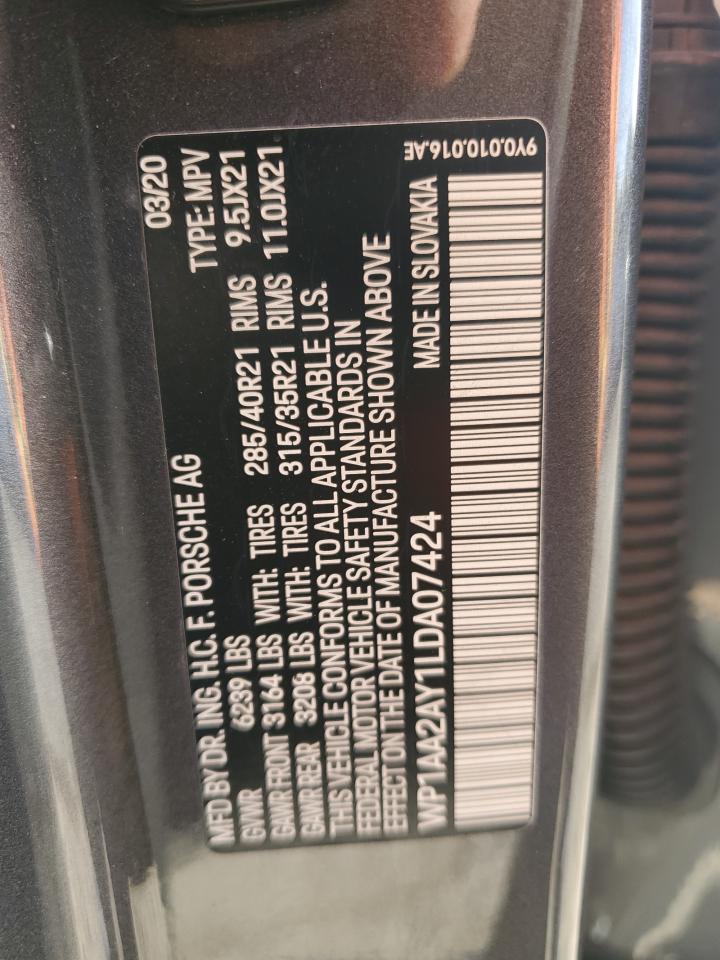 03/20
MFD BY DR. ING. H.C. F. PORSCHE AG TYPE: MPV
GVWR 6239 LBS
GAWR FRONT 3164 LBS WITH: TIRES 285/40R21 RIMS 9.5JX21
GAWR REAR 3208 LBS WITH: TIRES 315/35R21 RIMS 11.0JX21
THIS VEHICLE CONFORMS TO ALL APPLICABLE U.S.
FEDERAL MOTOR VEHICLE SAFETY STANDARDS IN
EFFECT ON THE DATE OF MANUFACTURE SHOWN ABOVE
WP1AA2AY1LDA07424 MADE IN SLOVAKIA
9Y0.010.016.AE